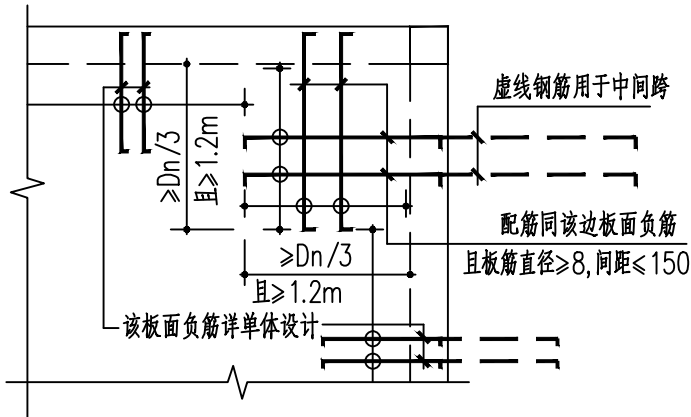 虚线钢筋用于中间跨
≥Dn/3
且≥1.2m
配筋同该边板面负筋
且板筋直径≥8,间距≤150
≥Dn/3
且≥1.2m
该板面负筋详单体设计